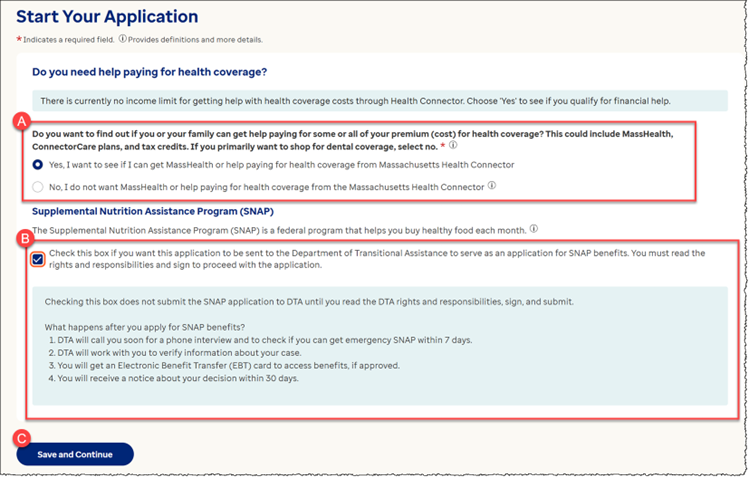 Start Your Application
* Indicates a required field. ⓘ Provides definitions and more details.
Do you need help paying for health coverage?
There is currently no income limit for getting help with health coverage costs through Health Connector. Choose 'Yes' to see if you qualify for financial help.
A
Do you want to find out if you or your family can get help paying for some or all of your premium (cost) for health coverage? This could include MassHealth,
ConnectorCare plans, and tax credits. If you primarily want to shop for dental coverage, select no. * ⓘ
Yes, I want to see if I can get MassHealth or help paying for health coverage from Massachusetts Health Connector
No, I do not want MassHealth or help paying for health coverage from the Massachusetts Health Connector ⓘ
Supplemental Nutrition Assistance Program (SNAP)
The Supplemental Nutrition Assistance Program (SNAP) is a federal program that helps you buy healthy food each month. ⓘ
B
Check this box if you want this application to be sent to the Department of Transitional Assistance to serve as an application for SNAP benefits. You must read the
rights and responsibilities and sign to proceed with the application.
Checking this box does not submit the SNAP application to DTA until you read the DTA rights and responsibilities, sign, and submit.
What happens after you apply for SNAP benefits?
1. DTA will call you soon for a phone interview and to check if you can get emergency SNAP within 7 days.
2. DTA will work with you to verify information about your case.
3. You will get an Electronic Benefit Transfer (EBT) card to access benefits, if approved.
4. You will receive a notice about your decision within 30 days.
C
Save and Continue